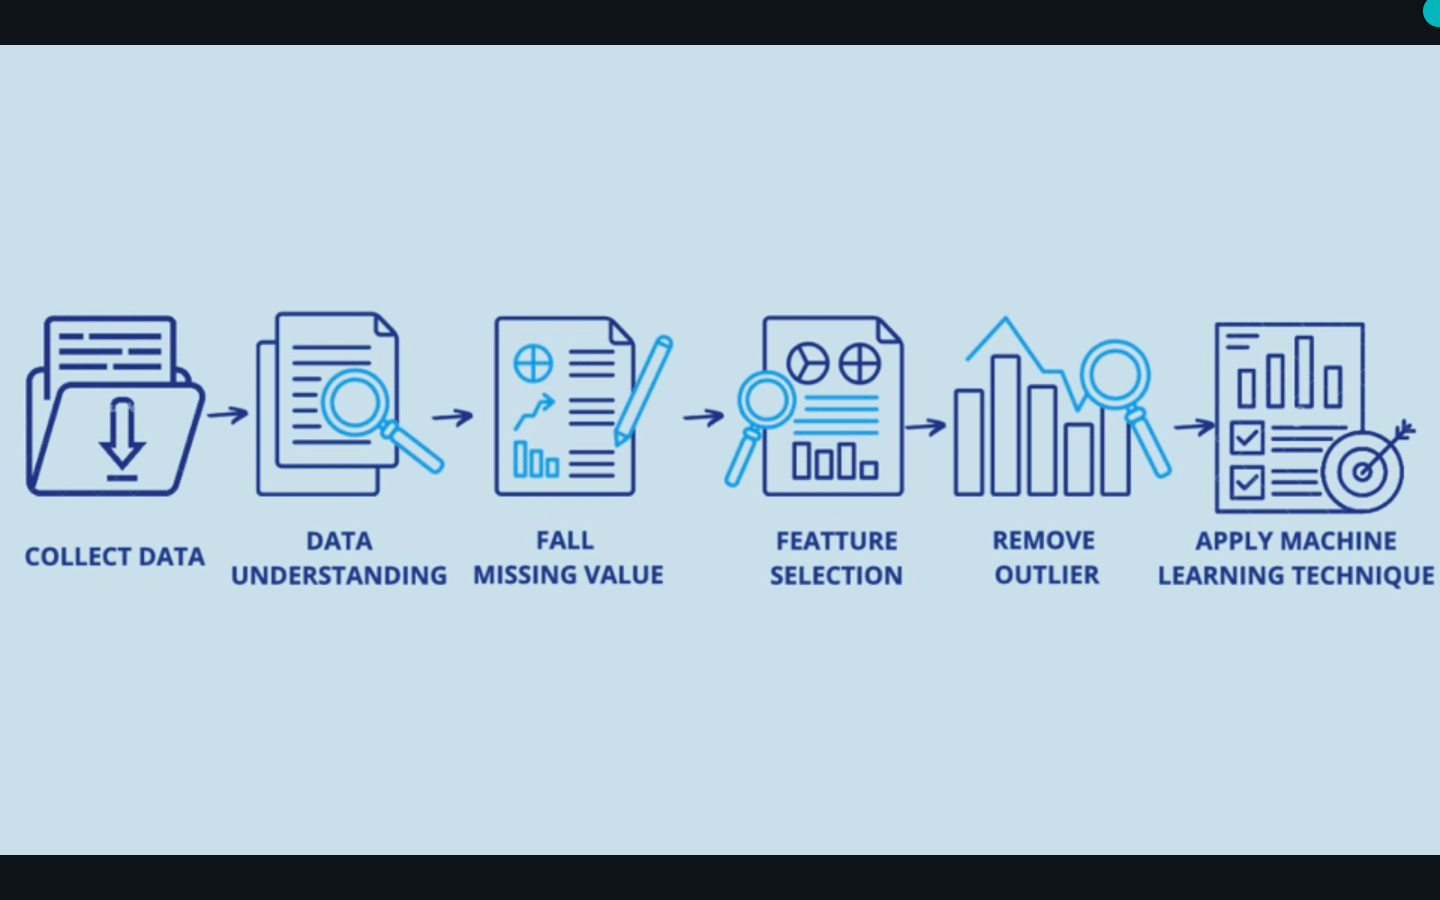 COLLECT DATA
DATA
UNDERSTANDING
FALL
MISSING VALUE
FEATTURE
SELECTION
REMOVE
OUTLIER
APPLY MACHINE
LEARNING TECHNIQUE